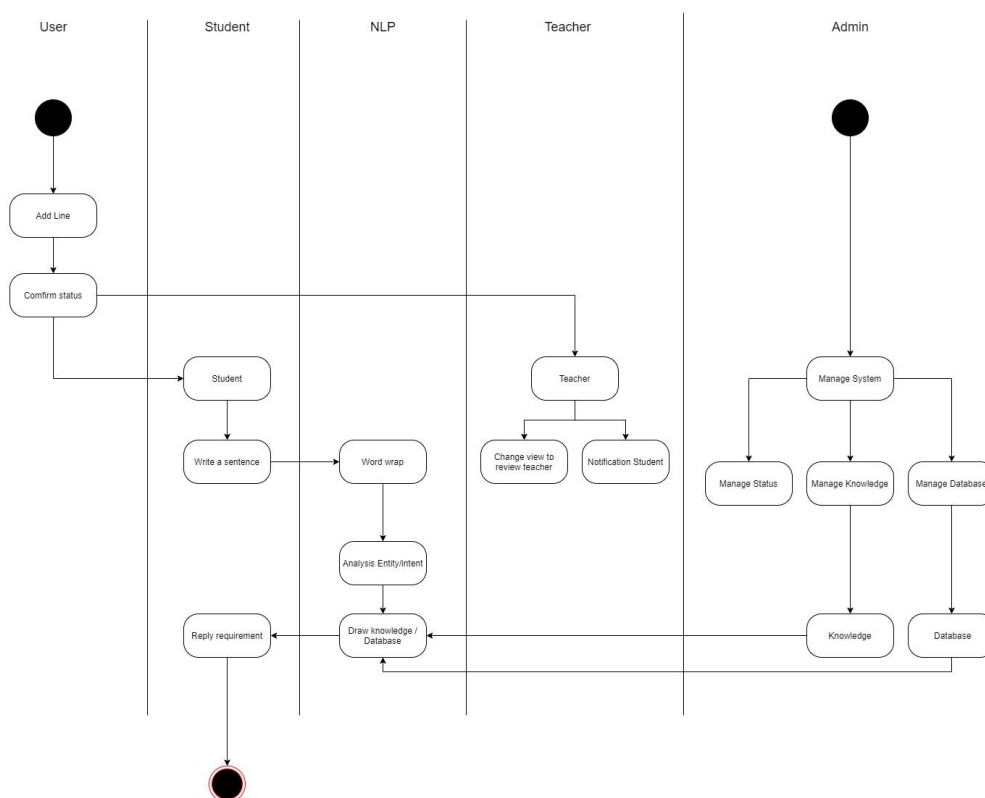 User
Student
NLP
Teacher
Admin
Add Line
Comfirm status
Student
Teacher
Manage System
Write a sentence
Word wrap
Change view to
review teacher
Notification Student
Manage Status
Manage Knowledge
Manage Database
Analysis Entity/intent
Reply requirement
Draw knowledge /
Database
Knowledge
Database